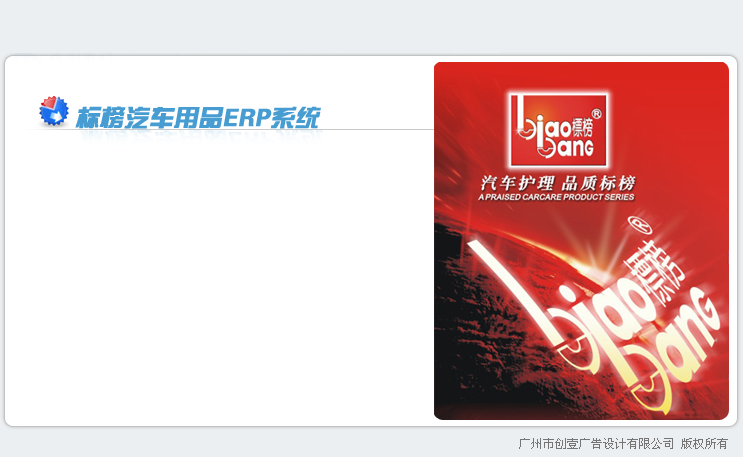 标榜汽车用品ERP系统
biao 标榜®
bang
汽车护理 品质标榜
A PRAISED CARCARE PRODUCT SERIES
®
标榜
biao
bang
广州市创壹广告设计有限公司 版权所有